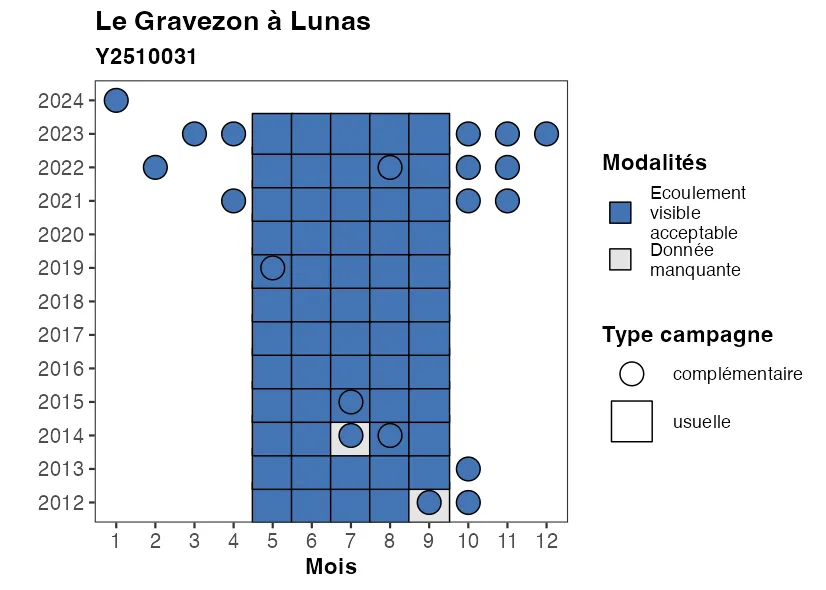 Le Gravezon à Lunas
Y2510031
2024
2023
2022
2021
2020
2019
2018
2017
2016
2015
2014
2013
2012
1 2 3 4 5 6 7 8 9 10 11 12
Mois
Modalités
Ecoulement
visible
acceptable
Donnée
manquante
Type campagne
complémentaire
usuelle